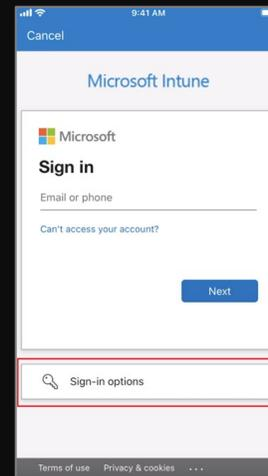 9:41 AM
Cancel
Microsoft Intune
Microsoft
Sign in
Email or phone
Can't access your account?
Next
Sign-in options
Terms of use Privacy & cookies ...